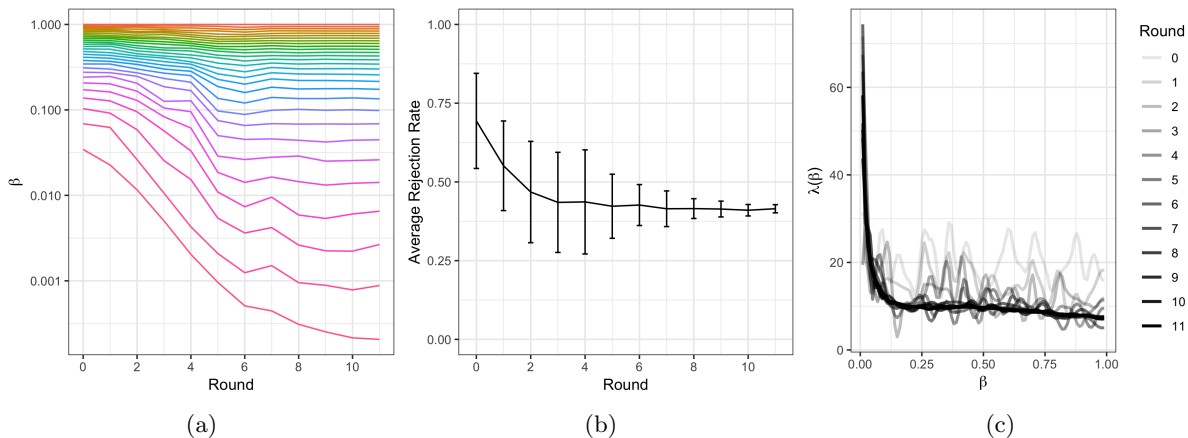 1.000
0.100
0.010
0.001
β
0 2 4 6 8 10
Round
(a)
1.00
0.75
0.50
0.25
0.00
Average Rejection Rate
0 2 4 6 8 10
Round
(b)
60
40
20
0
λ(β)
0.00 0.25 0.50 0.75 1.00
β
(c)
Round
0
1
2
3
4
5
6
7
8
9
10
11